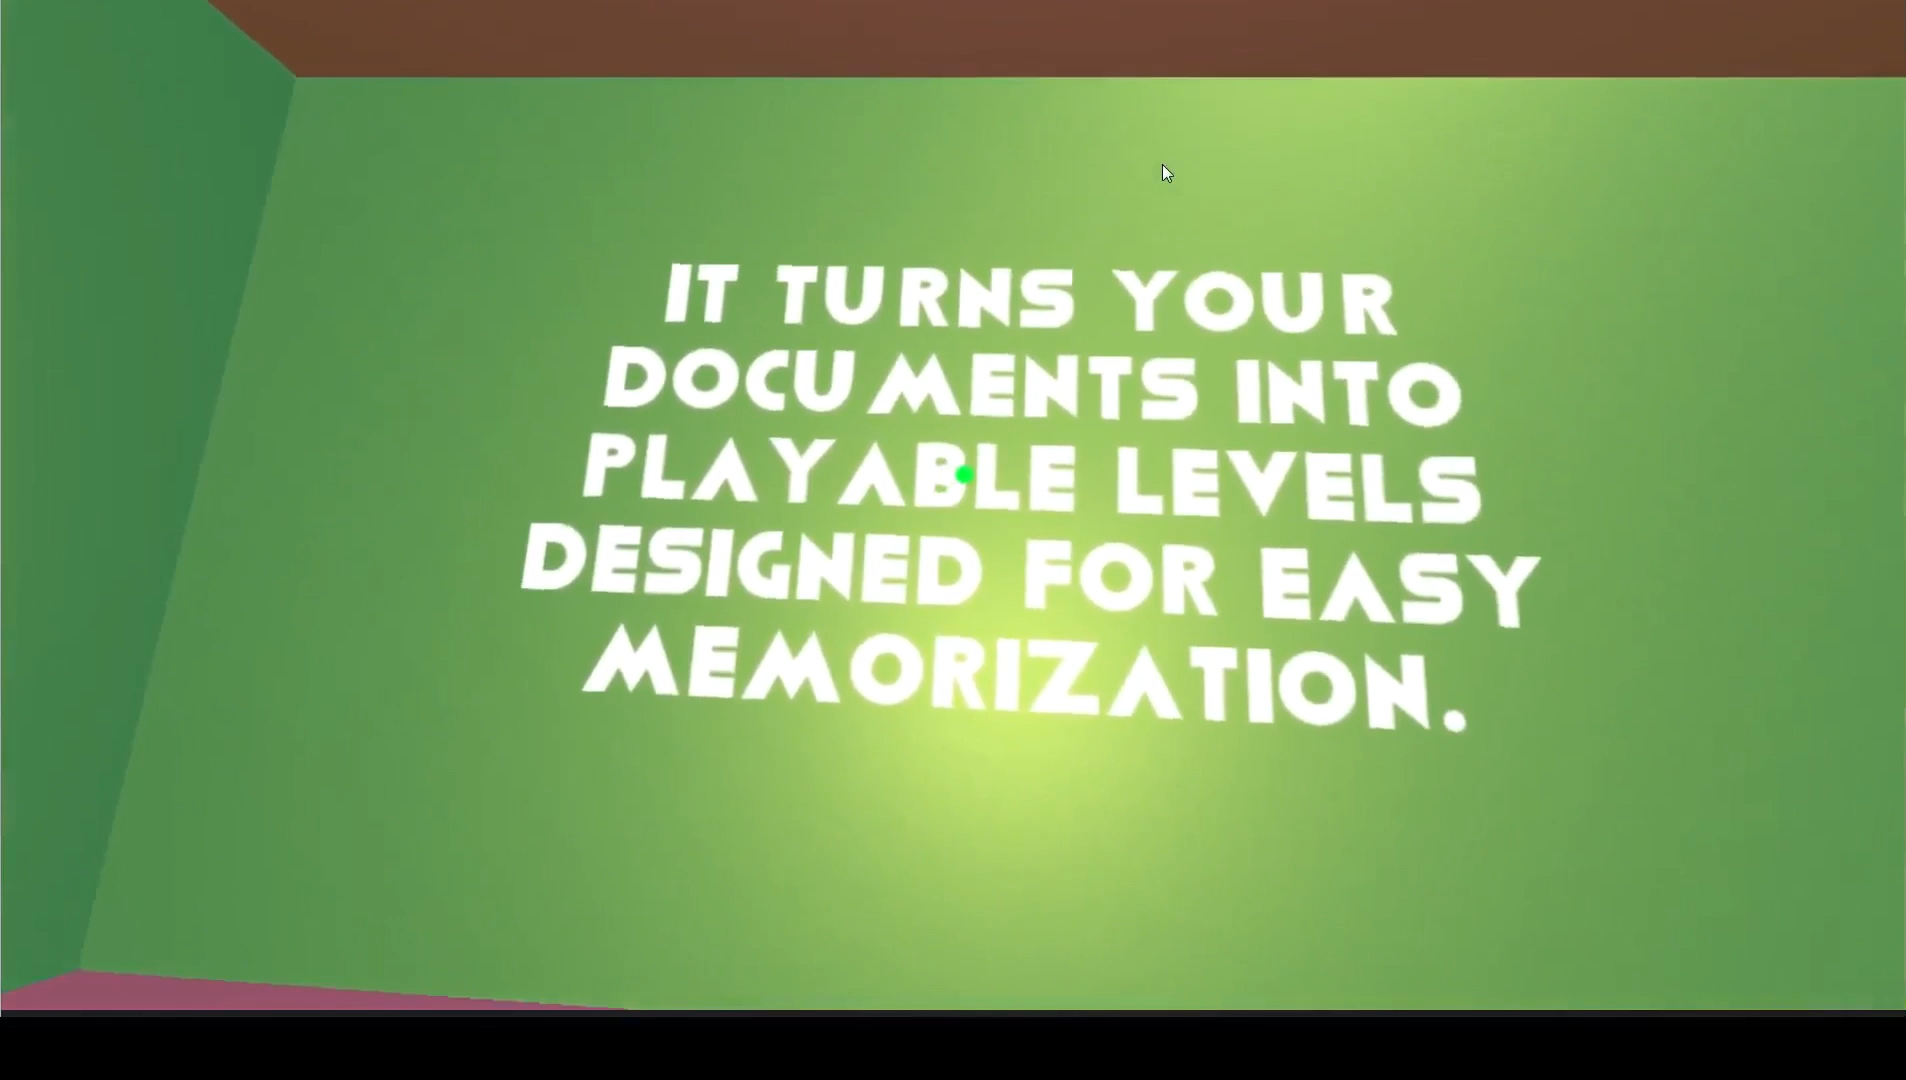 IT TURNS YOUR
DOCUMENTS INTO
PLAYABLE LEVELS
DESIGNED FOR EASY
MEMORIZATION.